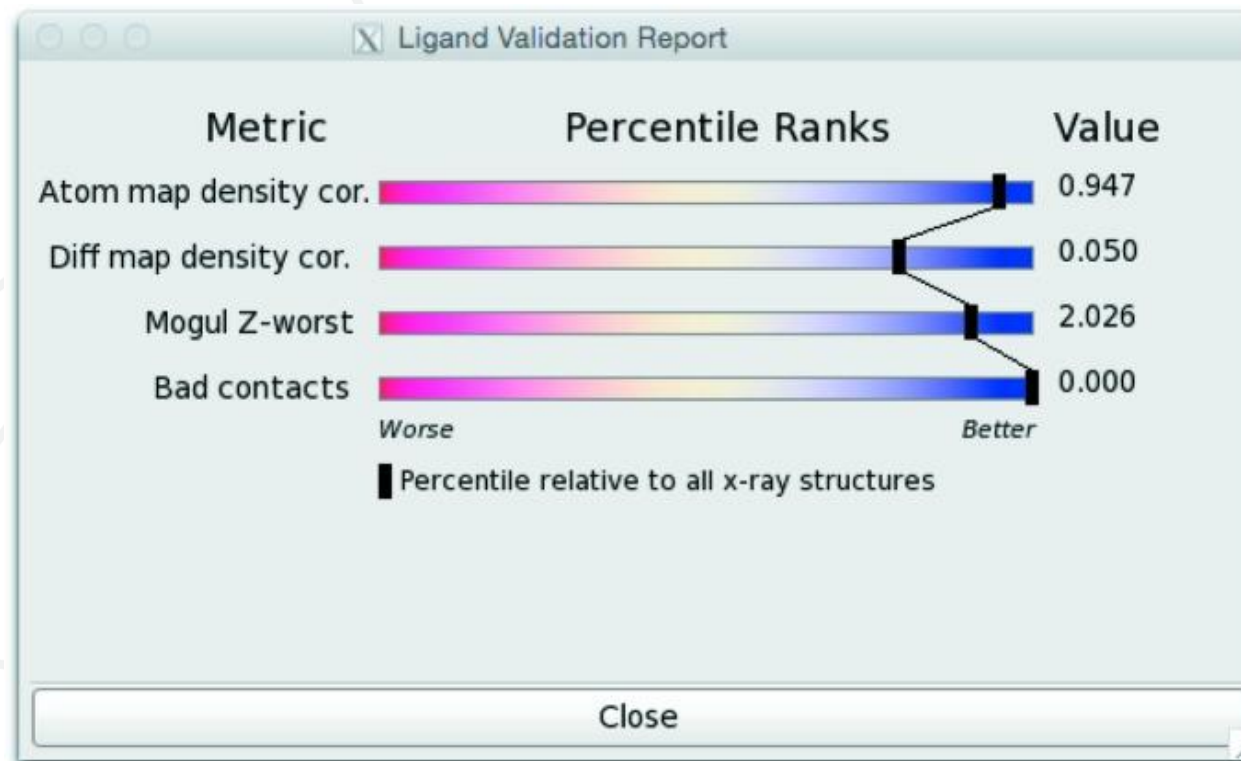 Ligand Validation Report
Metric Percentile Ranks Value
Atom map density cor. 0.947
Diff map density cor. 0.050
Mogul Z-worst 2.026
Bad contacts 0.000
Worse Better
Percentile relative to all x-ray structures
Close